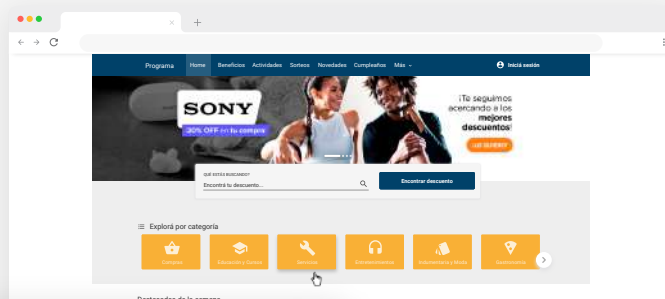 Programa Home Beneficios Actividades Sorteos Novedades Cumpleaños Más Iniciá sesión
SONY
30% OFF en tu compra
¡Te seguimos
acercando a los
mejores
descuentos!
QUÉ ESTÁS BUSCANDO?
Encontrá tu descuento...
Encontrar descuento
Explorá por categoría
Compras Educación y Cursos Servicios Entretenimiento Indumentaria y Moda Gastronomía
Destacados de la semana